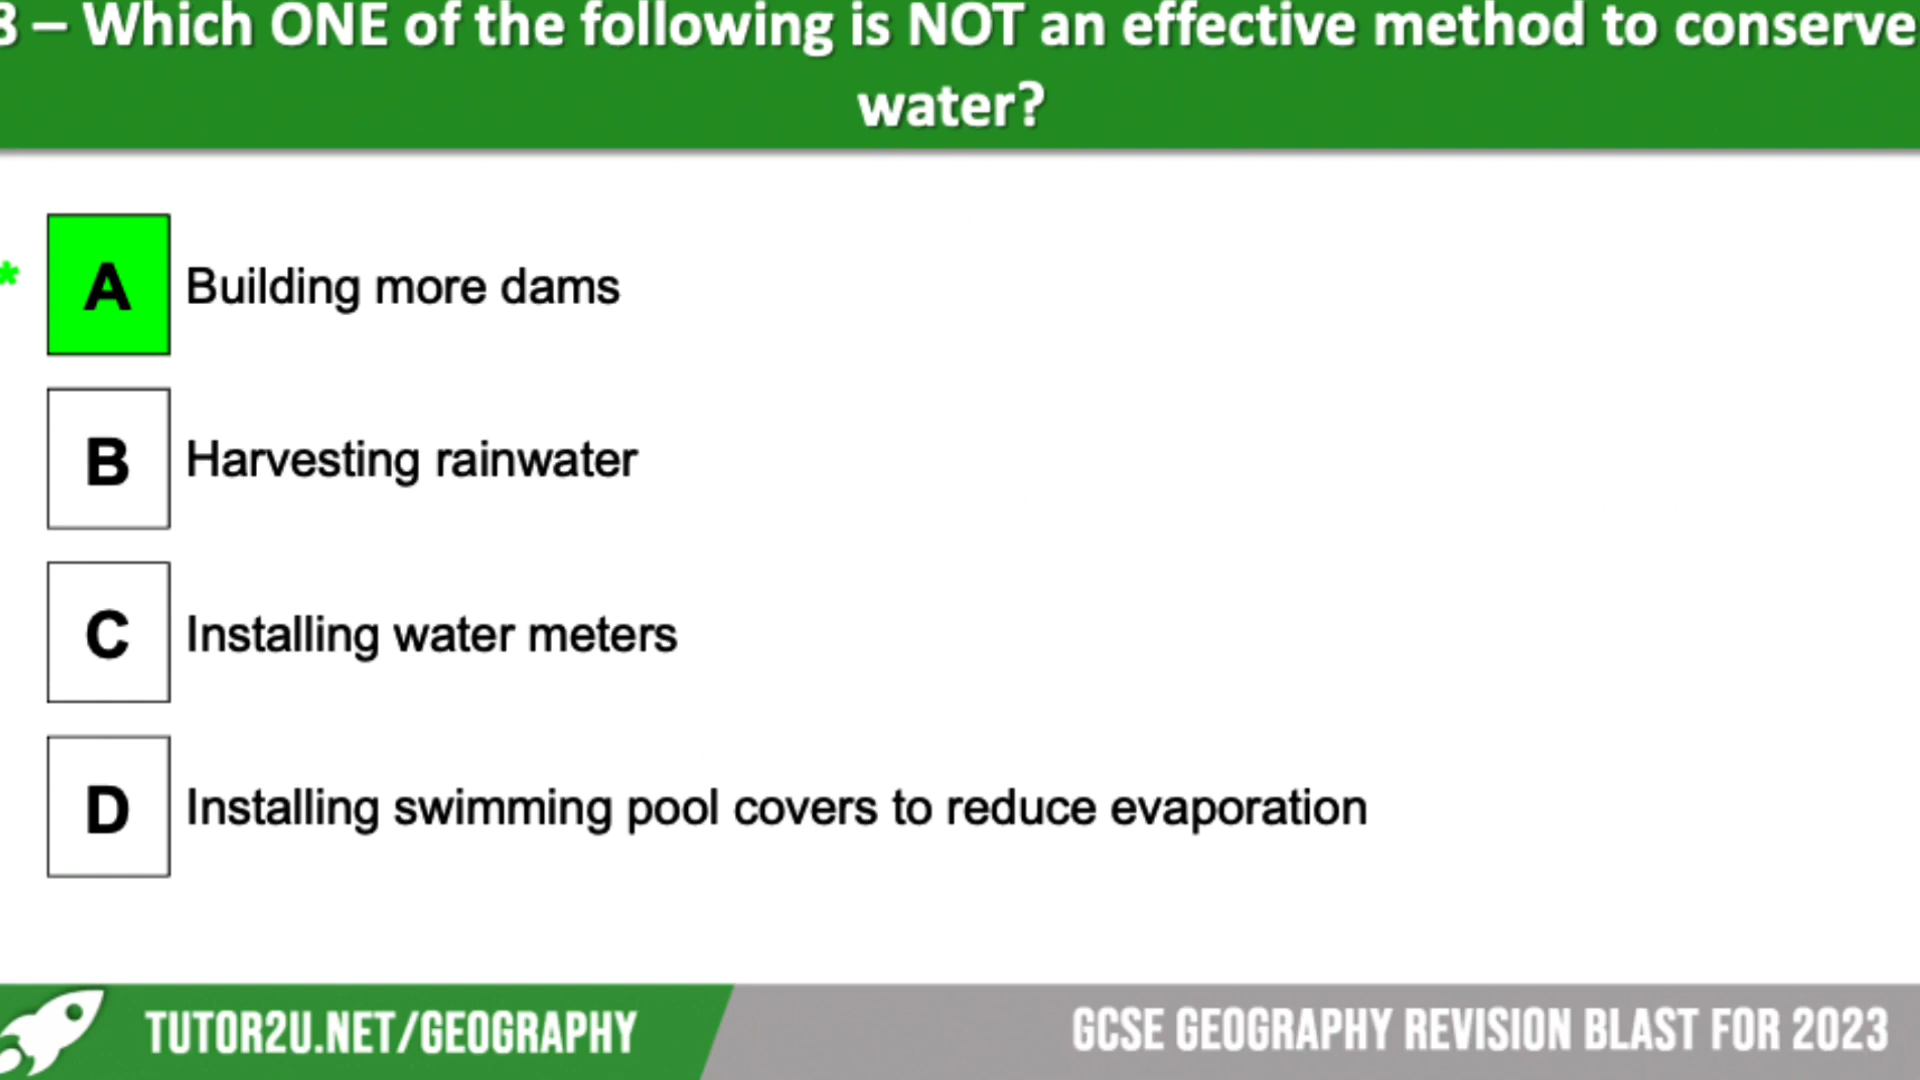 8 – Which ONE of the following is NOT an effective method to conserve
water?
* A Building more dams
B Harvesting rainwater
C Installing water meters
D Installing swimming pool covers to reduce evaporation
TUTOR2U.NET/GEOGRAPHY GCSE GEOGRAPHY REVISION BLAST FOR 2023